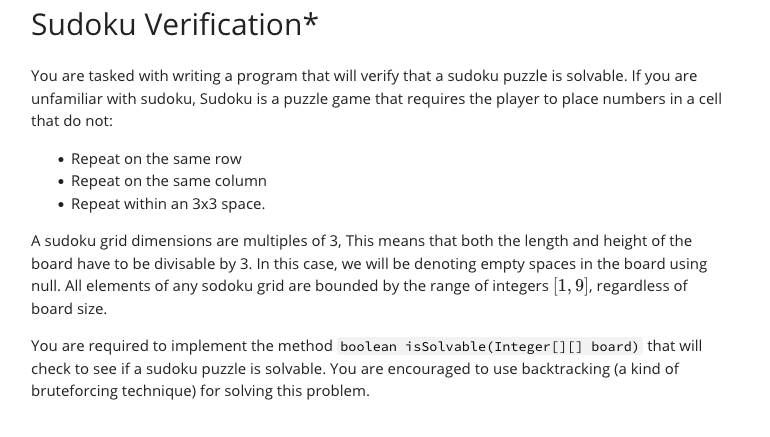 Sudoku Verification*
You are tasked with writing a program that will verify that a sudoku puzzle is solvable. If you are
unfamiliar with sudoku, Sudoku is a puzzle game that requires the player to place numbers in a cell
that do not:
• Repeat on the same row
• Repeat on the same column
• Repeat within an 3x3 space.
A sudoku grid dimensions are multiples of 3, This means that both the length and height of the
board have to be divisable by 3. In this case, we will be denoting empty spaces in the board using
null. All elements of any sodoku grid are bounded by the range of integers [1, 9], regardless of
board size.
You are required to implement the method boolean isSolvable(Integer[][] board) that will
check to see if a sudoku puzzle is solvable. You are encouraged to use backtracking (a kind of
bruteforcing technique) for solving this problem.